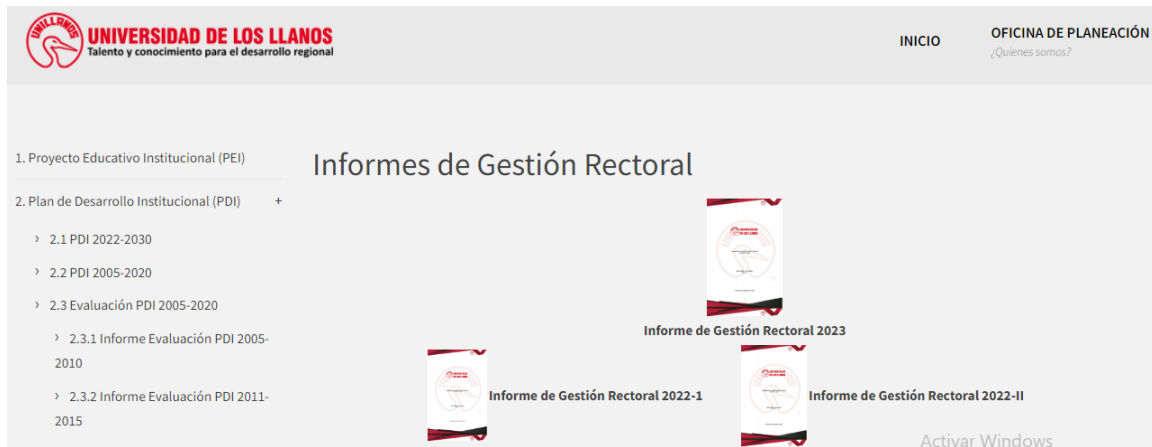 UNILLANOS
UNIVERSIDAD DE LOS LLANOS
Talento y conocimiento para el desarrollo regional
INICIO
OFICINA DE PLANEACIÓN
¿Quienes somos?
1. Proyecto Educativo Institucional (PEI)
2. Plan de Desarrollo Institucional (PDI) +
› 2.1 PDI 2022-2030
› 2.2 PDI 2005-2020
› 2.3 Evaluación PDI 2005-2020
› 2.3.1 Informe Evaluación PDI 2005-
2010
› 2.3.2 Informe Evaluación PDI 2011-
2015
Informes de Gestión Rectoral
Informe de Gestión Rectoral 2023
Informe de Gestión Rectoral 2022-1
Informe de Gestión Rectoral 2022-II
Activar Windows